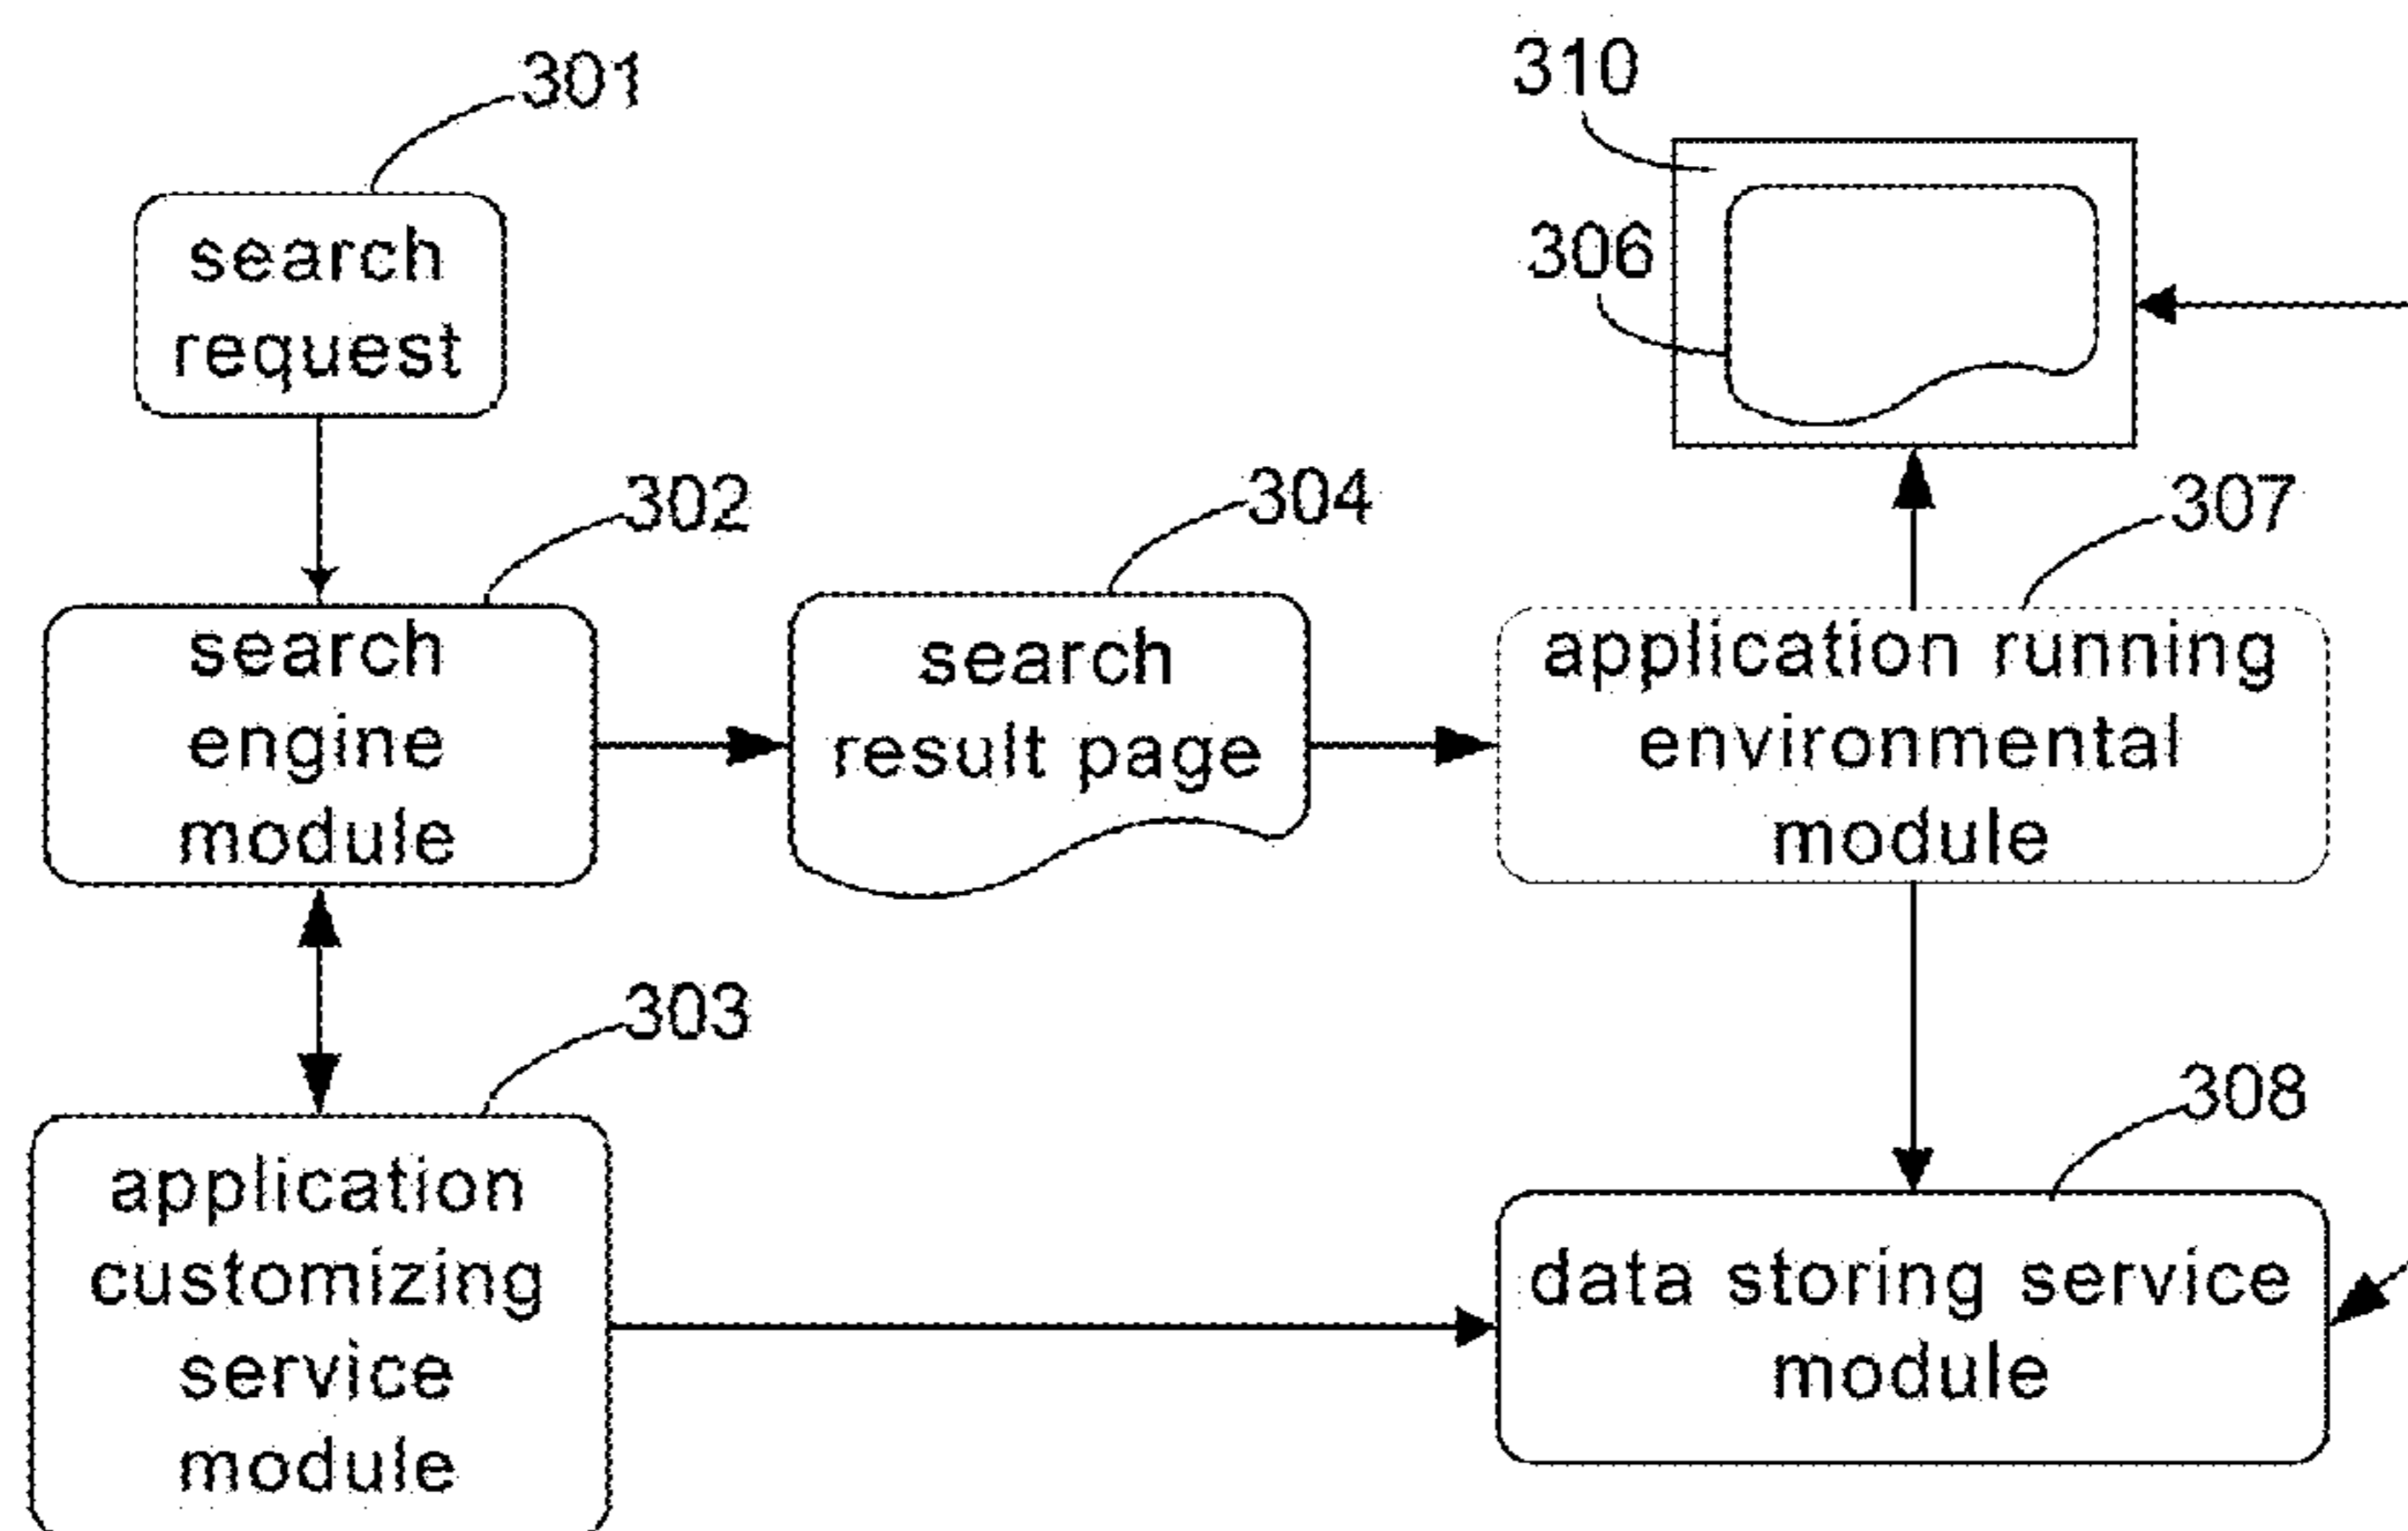 301
search
request
310
306
302
search
engine
module
304
search
result page
307
application running
environmental
module
303
application
customizing
service
module
308
data storing service
module